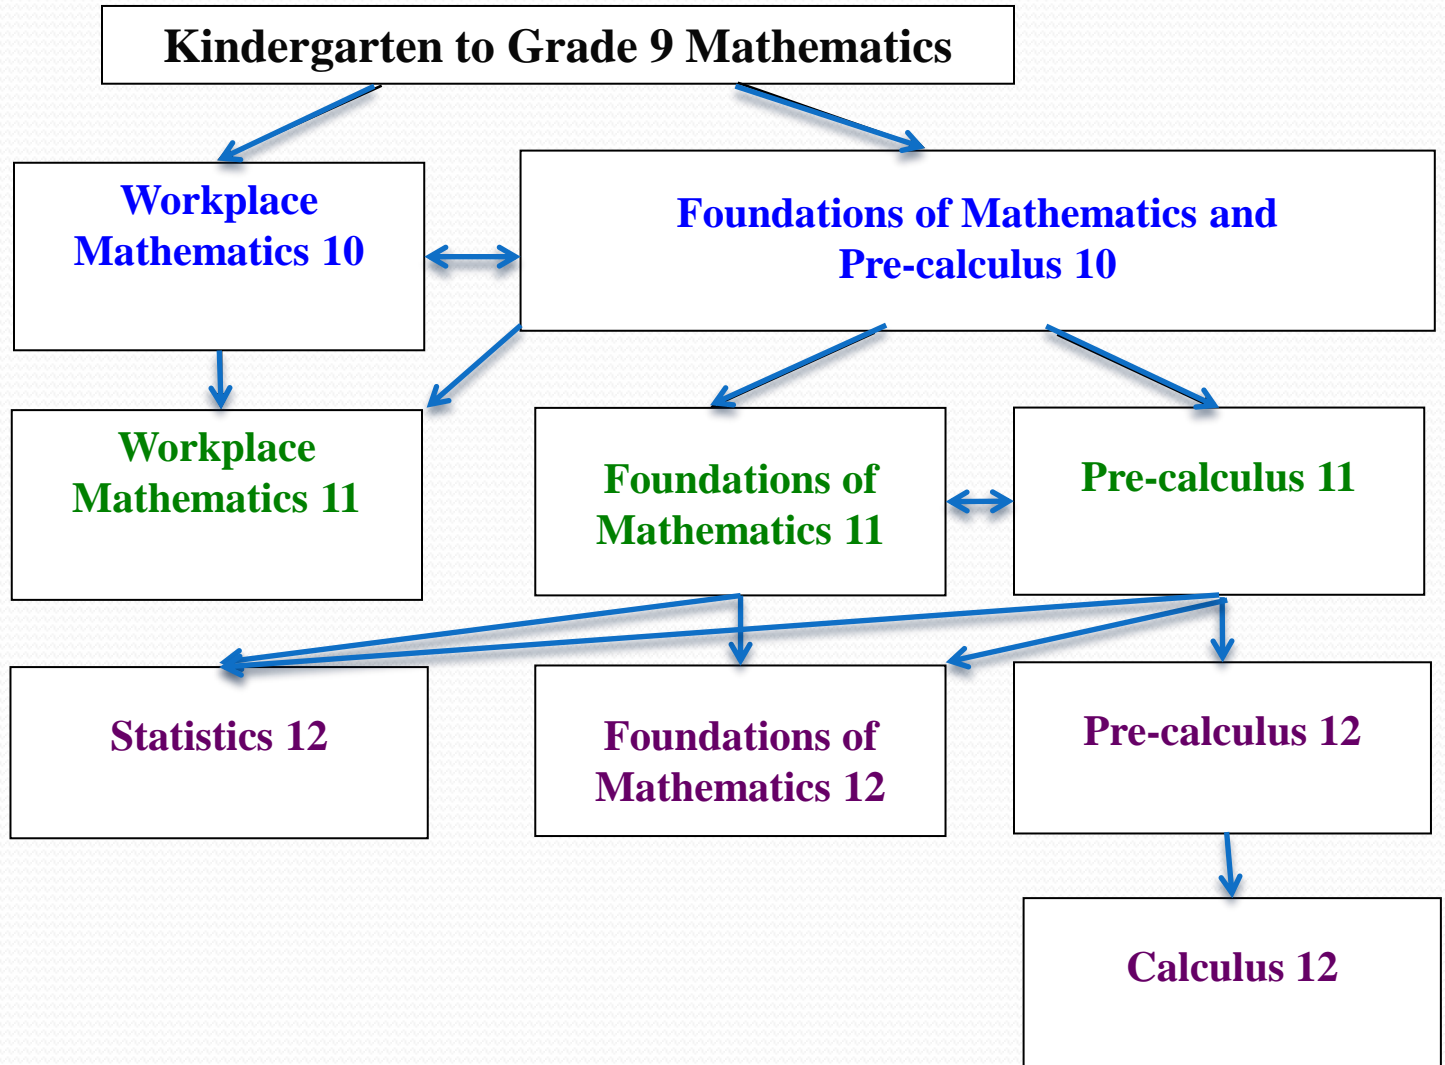 Kindergarten to Grade 9 Mathematics
Workplace
Mathematics 10
Foundations of Mathematics and
Pre-calculus 10
Workplace
Mathematics 11
Foundations of
Mathematics 11
Pre-calculus 11
Statistics 12
Foundations of
Mathematics 12
Pre-calculus 12
Calculus 12